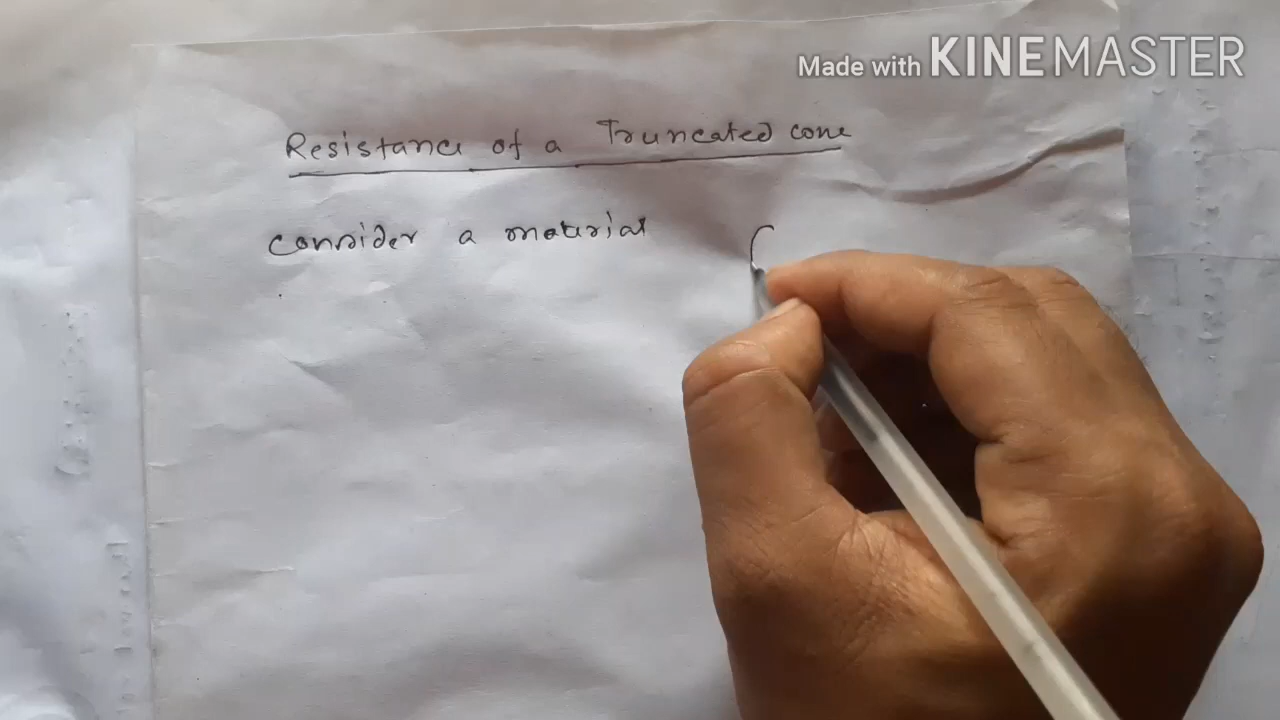 Made with KINEMASTER
Resistance of a Truncated cone
Consider a material